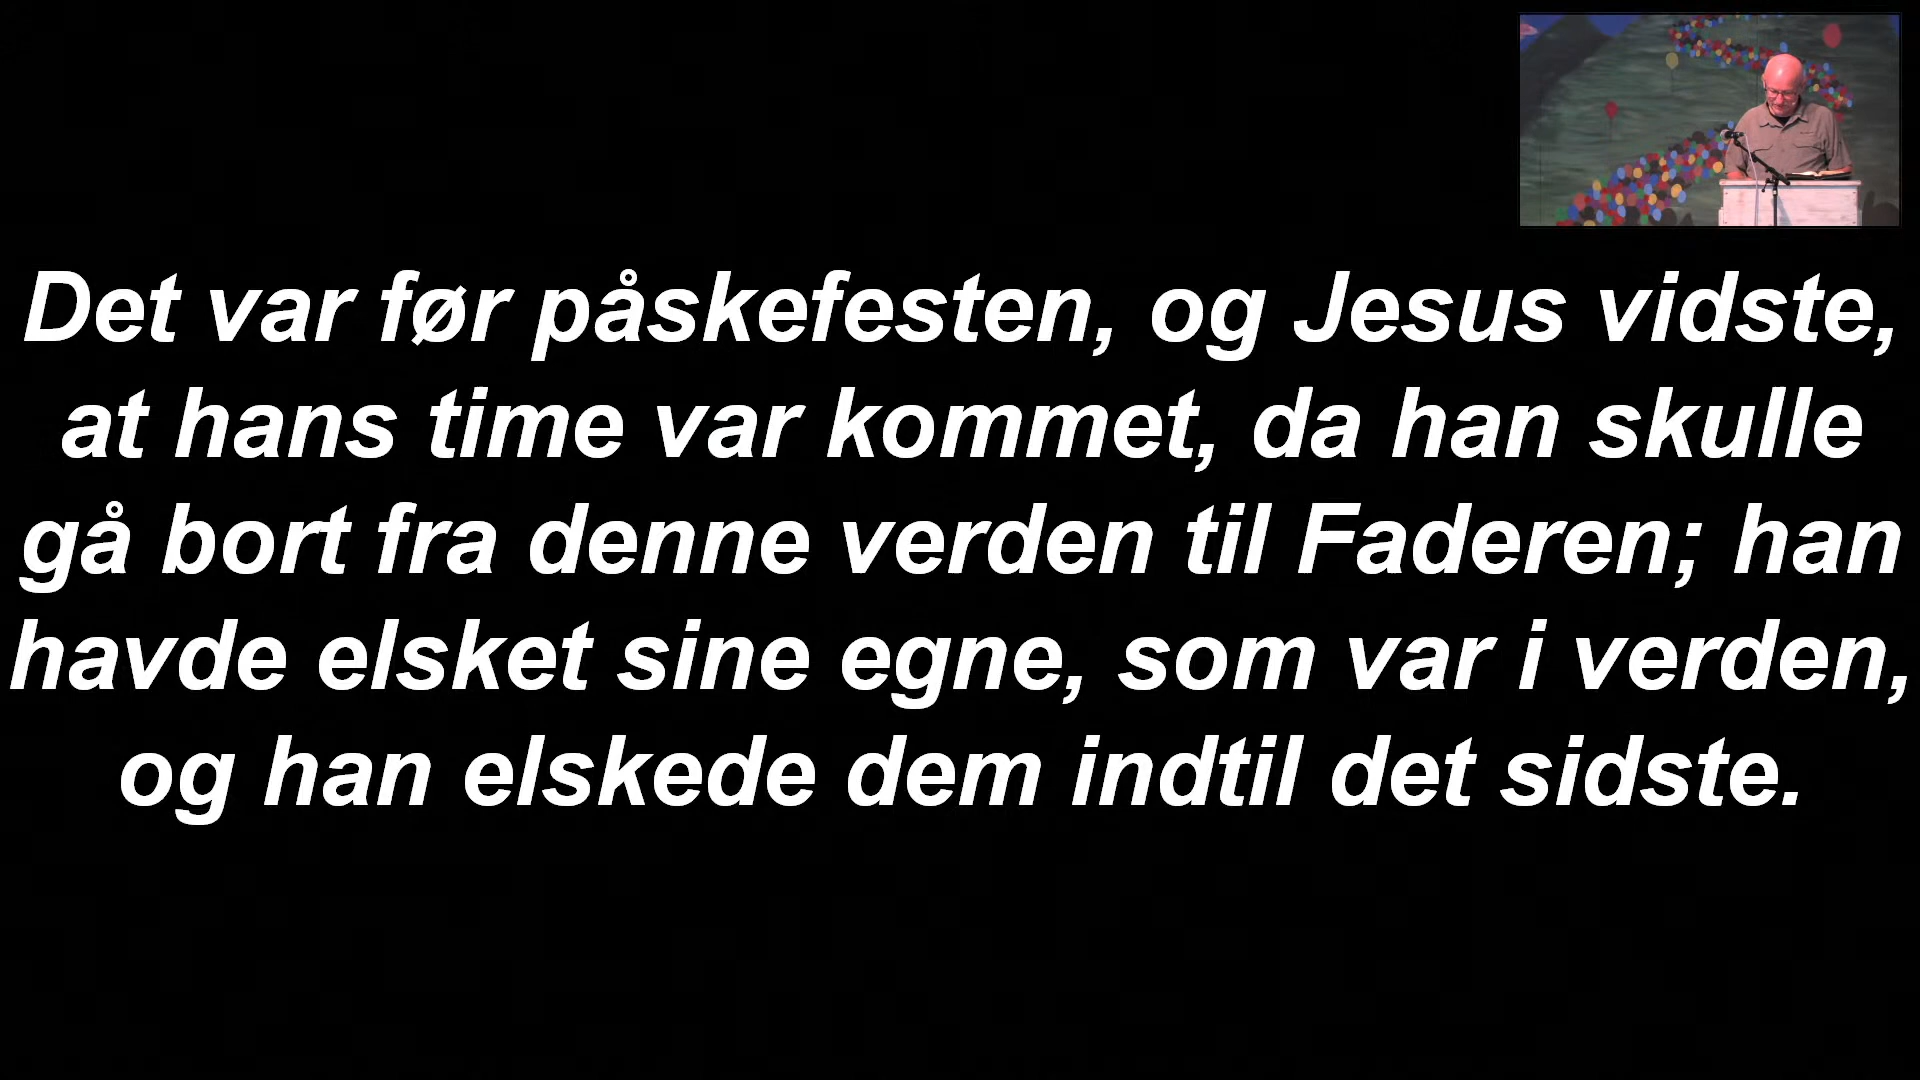 Det var før påskefesten, og Jesus vidste,
at hans time var kommet, da han skulle
gå bort fra denne verden til Faderen; han
havde elsket sine egne, som var i verden,
og han elskede dem indtil det sidste.